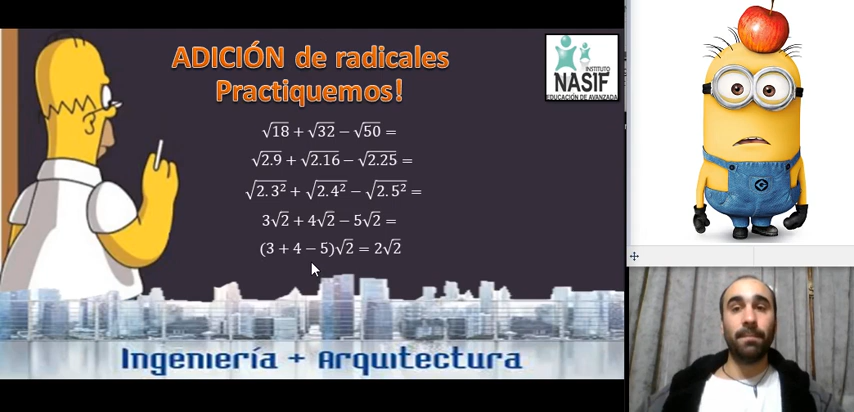 ADICIÓN de radicales
Practiquemos!
INSTITUTO
NASIF
EDUCACIÓN DE AVANZADA
√18 + √32 − √50 =
√2.9 + √2.16 − √2.25 =
√2.3² + √2.4² − √2.5² =
3√2 + 4√2 − 5√2 =
(3 + 4 − 5)√2 = 2√2
Ingeniería + Arquitectura